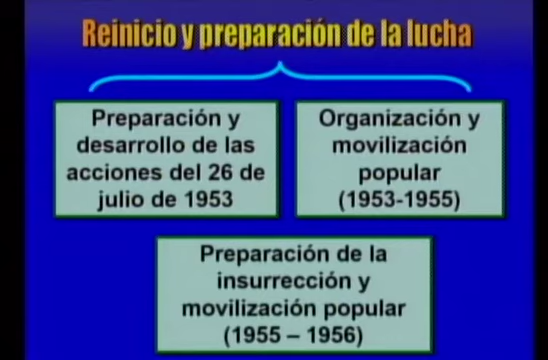 Reinicio y preparación de la lucha
Preparación y
desarrollo de las
acciones del 26 de
julio de 1953
Organización y
movilización
popular
(1953-1955)
Preparación de la
insurrección y
movilización popular
(1955 – 1956)